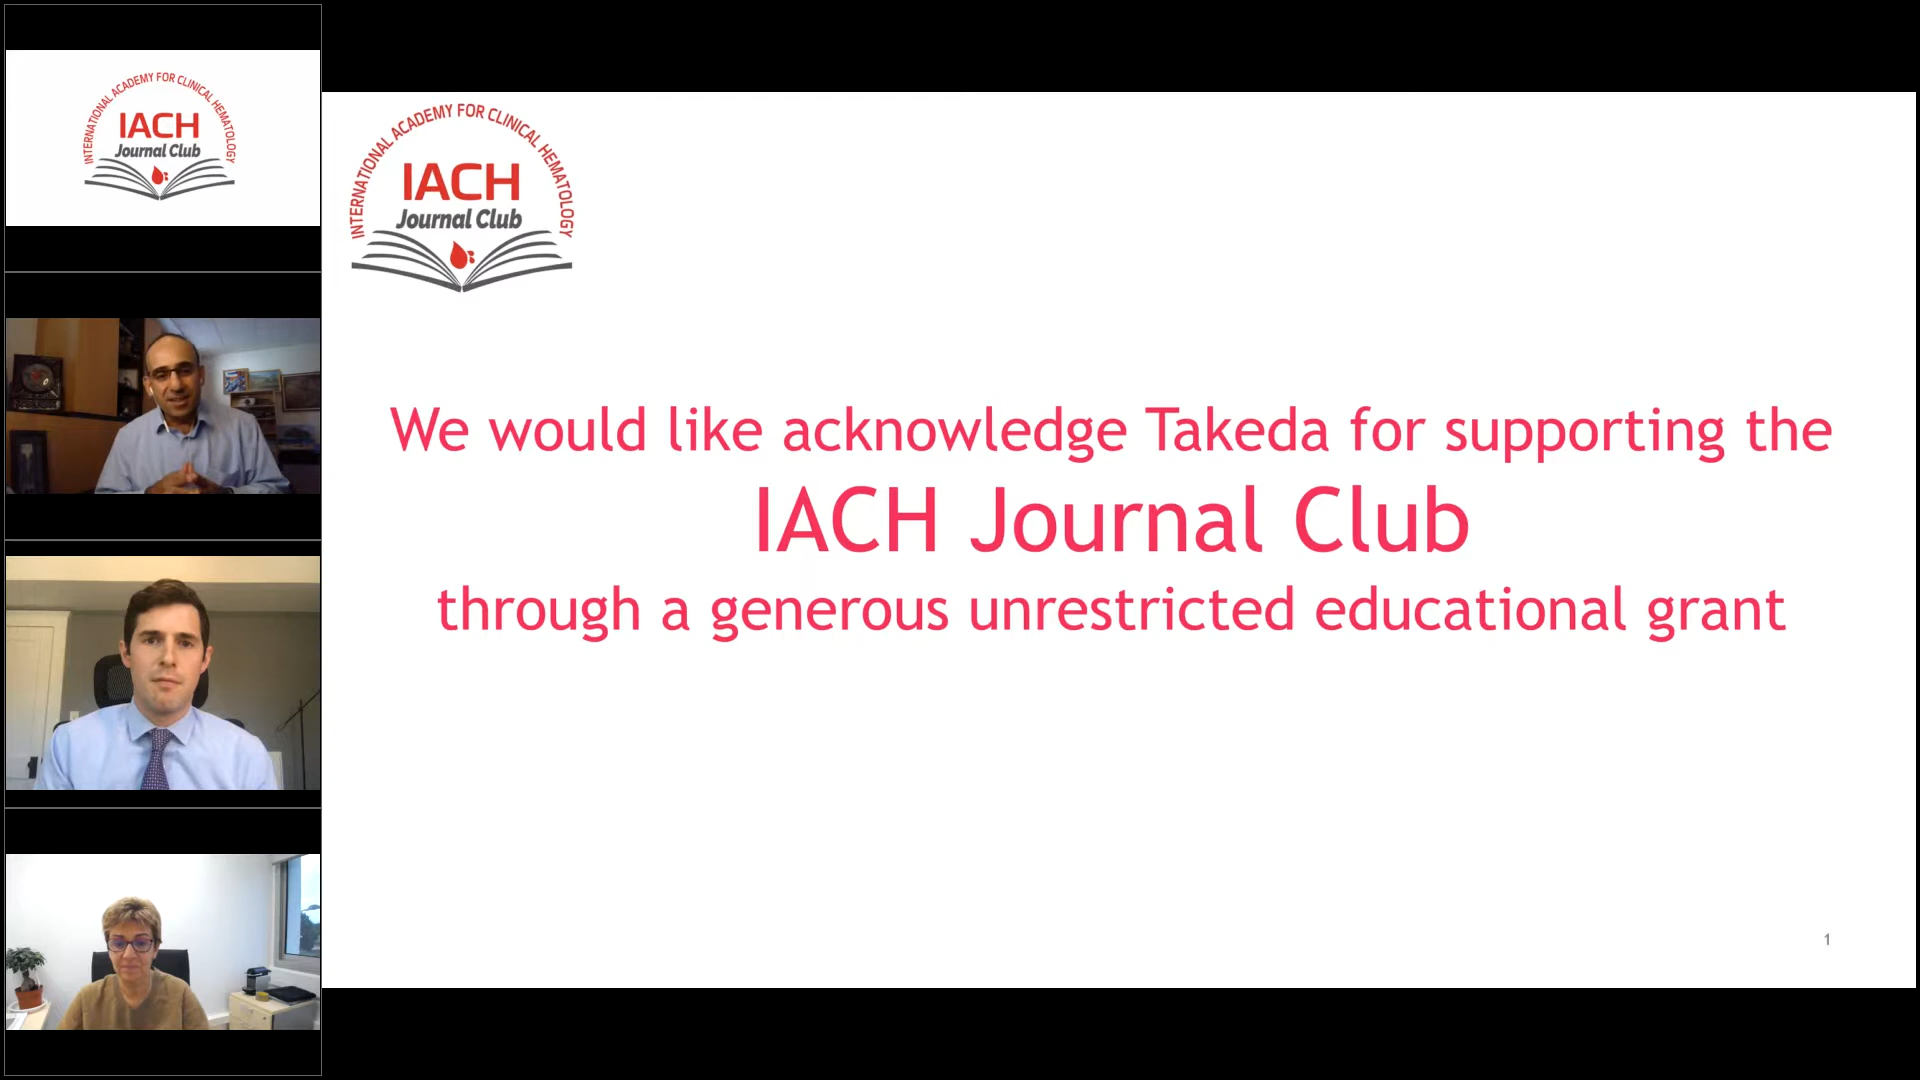 INTERNATIONAL ACADEMY FOR CLINICAL HEMATOLOGY
IACH
Journal Club
INTERNATIONAL ACADEMY FOR CLINICAL HEMATOLOGY
IACH
Journal Club
We would like acknowledge Takeda for supporting the
IACH Journal Club
through a generous unrestricted educational grant
1